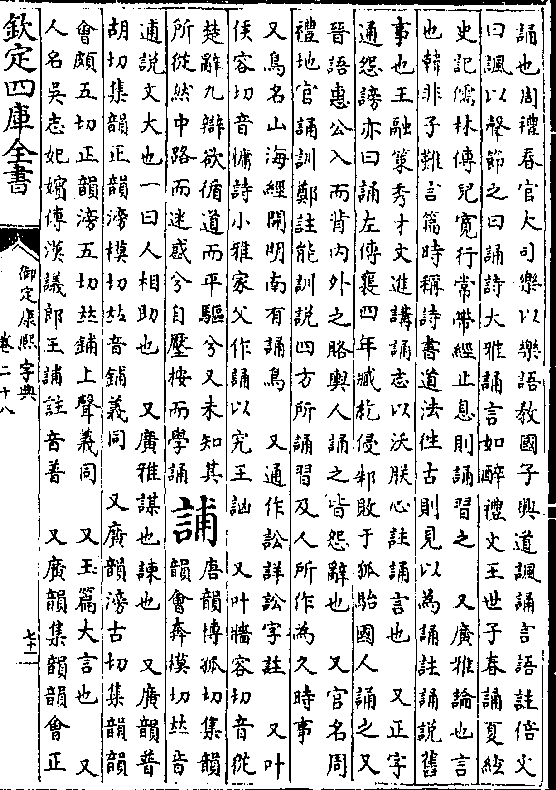 誦也周禮春官大司樂以樂語教國子興道諷誦言語註倍文
曰諷以聲節之曰誦詩大雅誦言如醉禮文王世子春誦夏絃
史記儒林傳兒寬行常帶經止息則誦習之　又廣雅論也言
也韓非子難言篇時稱詩書道法往古則見以為誦註誦說舊
事也王融策秀才文進講誦志以沃朕心註誦言也　又正字
通怨謗亦曰誦左傳襄四年臧紇侵邾敗于狐駘國人誦之又
晉語惠公入而背內外之賂輿人誦之皆怨辭也　又官名周
禮地官誦訓鄭註能訓說四方所誦習及人所作為久時事
又鳥名山海經開明南有誦鳥　又通作訟詳訟字註　又叶
侯容切音慵詩小雅家父作誦以究王訩　又叶牆容切音從
楚辭九辯欲循道而平驅兮又未知其
所從然中路而迷惑兮自壓按而學誦
誧
唐韻博孤切集韻
韻會奔模切𠀤音
逋說文大也一曰人相助也　又廣雅謀也諫也　又廣韻普
胡切集韻正韻滂模切𠀤音鋪義同　又廣韻滂古切集韻韻
會頗五切正韻滂五切𠀤鋪上聲義同　又玉篇大言也　又
人名吳志妃嬪傳漢議郎王誧註音普　又廣韻集韻韻會正
欽定四庫全書
御定康熙字典
卷二十八
七十二